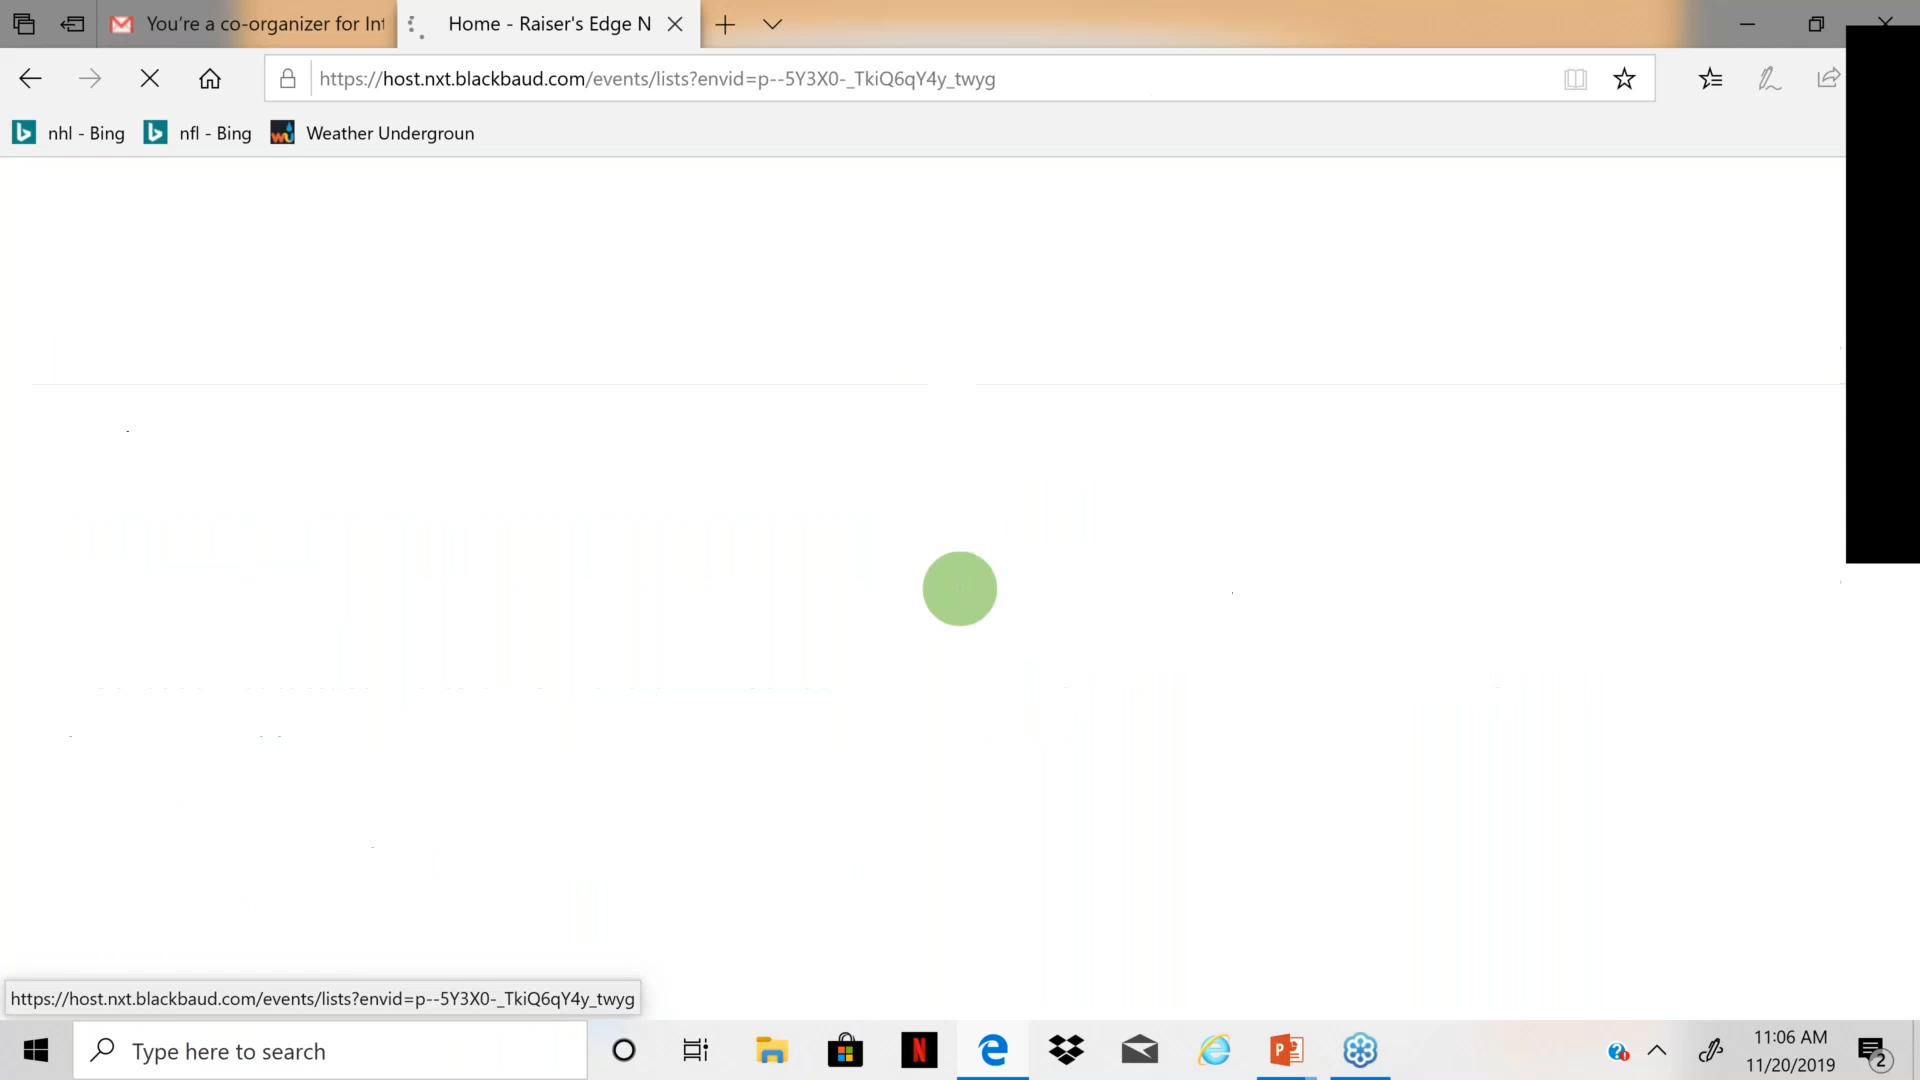 You're a co-organizer for Int
Home - Raiser's Edge N
https://host.nxt.blackbaud.com/events/lists?envid=p--5Y3X0-_TkiQ6qY4y_twyg
nhl - Bing
nfl - Bing
Weather Undergroun
https://host.nxt.blackbaud.com/events/lists?envid=p--5Y3X0-_TkiQ6qY4y_twyg
Type here to search
11:06 AM
11/20/2019
2